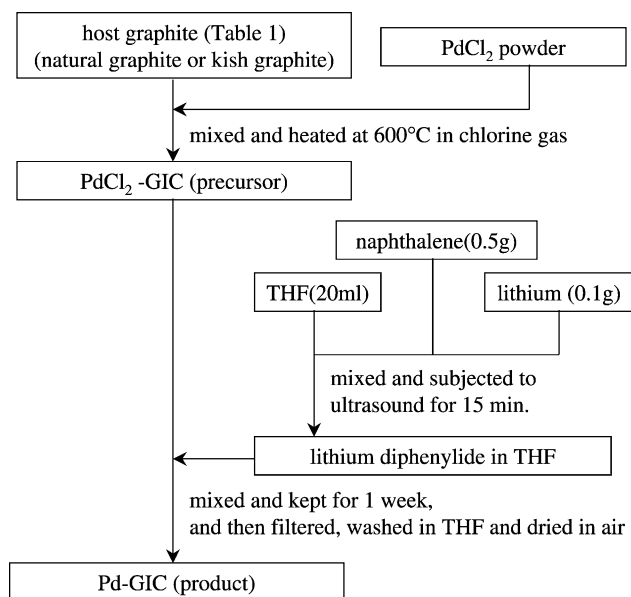 host graphite (Table 1)
(natural graphite or kish graphite)
PdCl₂ powder
mixed and heated at 600°C in chlorine gas
PdCl₂ -GIC (precursor)
naphthalene(0.5g)
THF(20ml)
lithium (0.1g)
mixed and subjected to
ultrasound for 15 min.
lithium diphenylide in THF
mixed and kept for 1 week,
and then filtered, washed in THF and dried in air
Pd-GIC (product)